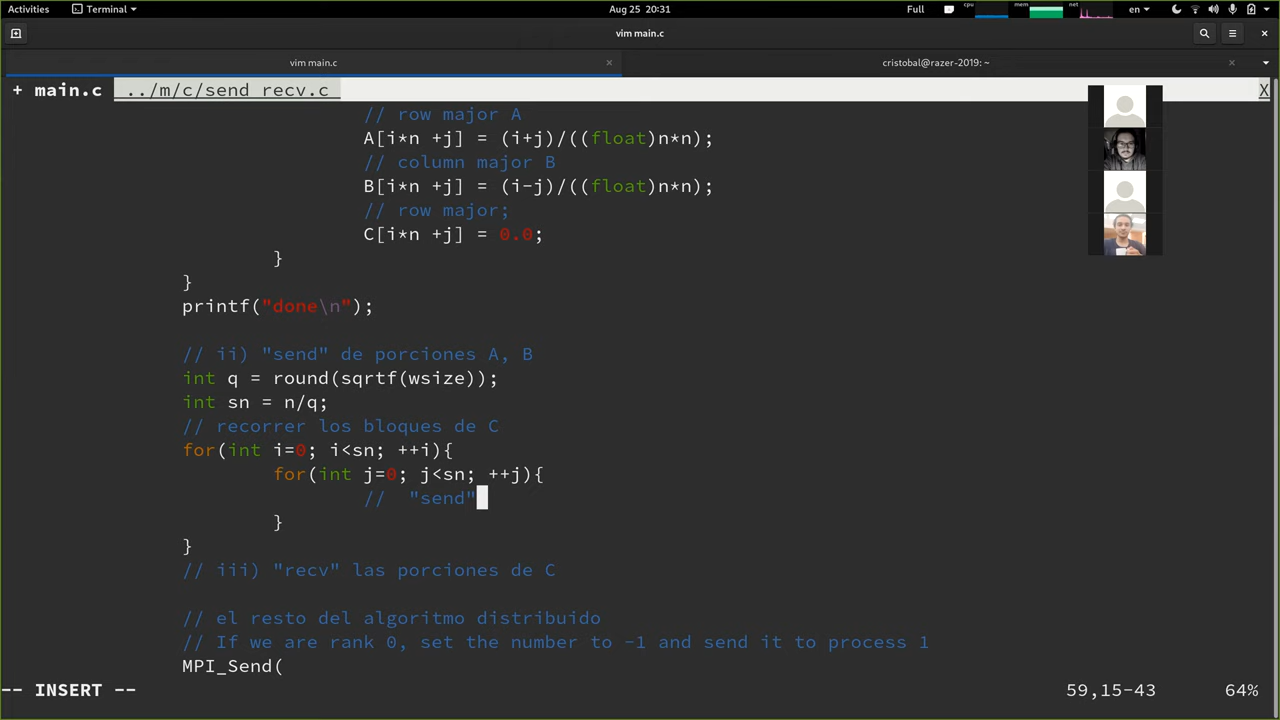 Activities Terminal Aug 25 20:31 Full cpu mem net en
vim main.c
vim main.c × cristobal@razer-2019: ~ ×
+ main.c ../m/c/send_recv.c X
// row major A
A[i*n +j] = (i+j)/((float)n*n);
// column major B
B[i*n +j] = (i-j)/((float)n*n);
// row major;
C[i*n +j] = 0.0;
}
}
printf("done\n");
// ii) "send" de porciones A, B
int q = round(sqrtf(wsize));
int sn = n/q;
// recorrer los bloques de C
for(int i=0; i<sn; ++i){
for(int j=0; j<sn; ++j){
// "send"
}
}
// iii) "recv" las porciones de C
// el resto del algoritmo distribuido
// If we are rank 0, set the number to -1 and send it to process 1
MPI_Send(
-- INSERT -- 59,15-43 64%